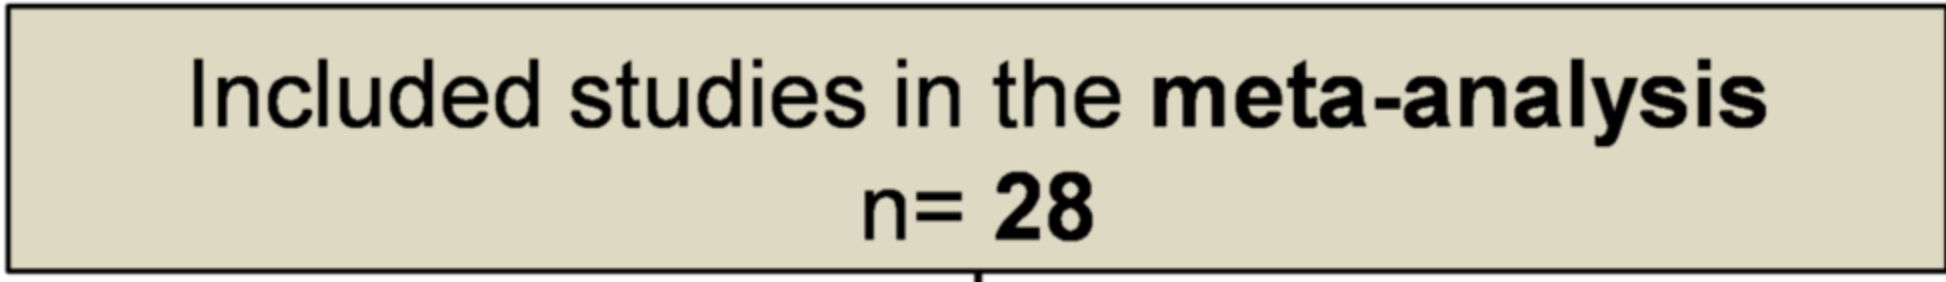 Included studies in the meta-analysis
n= 28